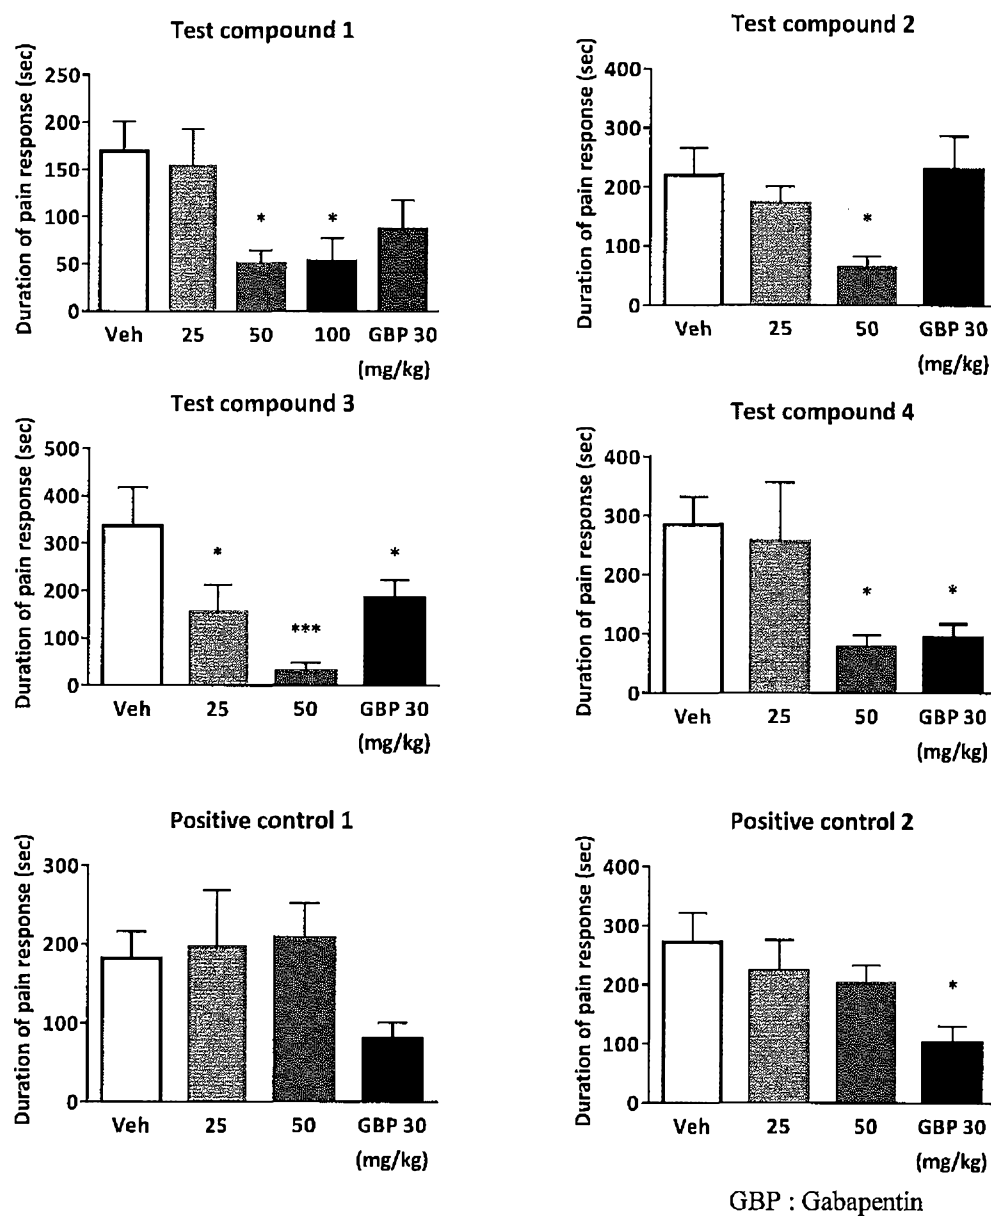 Test compound 1
Duration of pain response (sec)
250
200
150
100
50
0
*
*
Veh 25 50 100 GBP 30
(mg/kg)
Test compound 2
Duration of pain response (sec)
400
300
200
100
0
*
Veh 25 50 GBP 30
(mg/kg)
Test compound 3
Duration of pain response (sec)
500
400
300
200
100
0
*
***
*
Veh 25 50 GBP 30
(mg/kg)
Test compound 4
Duration of pain response (sec)
400
300
200
100
0
*
*
Veh 25 50 GBP 30
(mg/kg)
Positive control 1
Duration of pain response (sec)
300
200
100
0
Veh 25 50 GBP 30
(mg/kg)
Positive control 2
Duration of pain response (sec)
400
300
200
100
0
*
Veh 25 50 GBP 30
(mg/kg)
GBP : Gabapentin